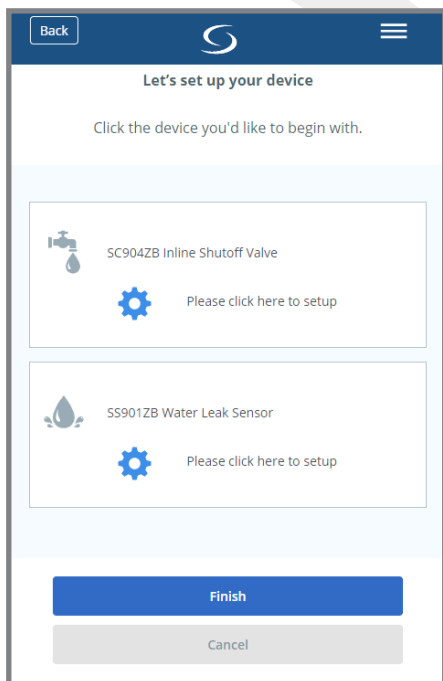 Back
Let's set up your device
Click the device you'd like to begin with.
SC904ZB Inline Shutoff Valve
Please click here to setup
SS901ZB Water Leak Sensor
Please click here to setup
Finish
Cancel